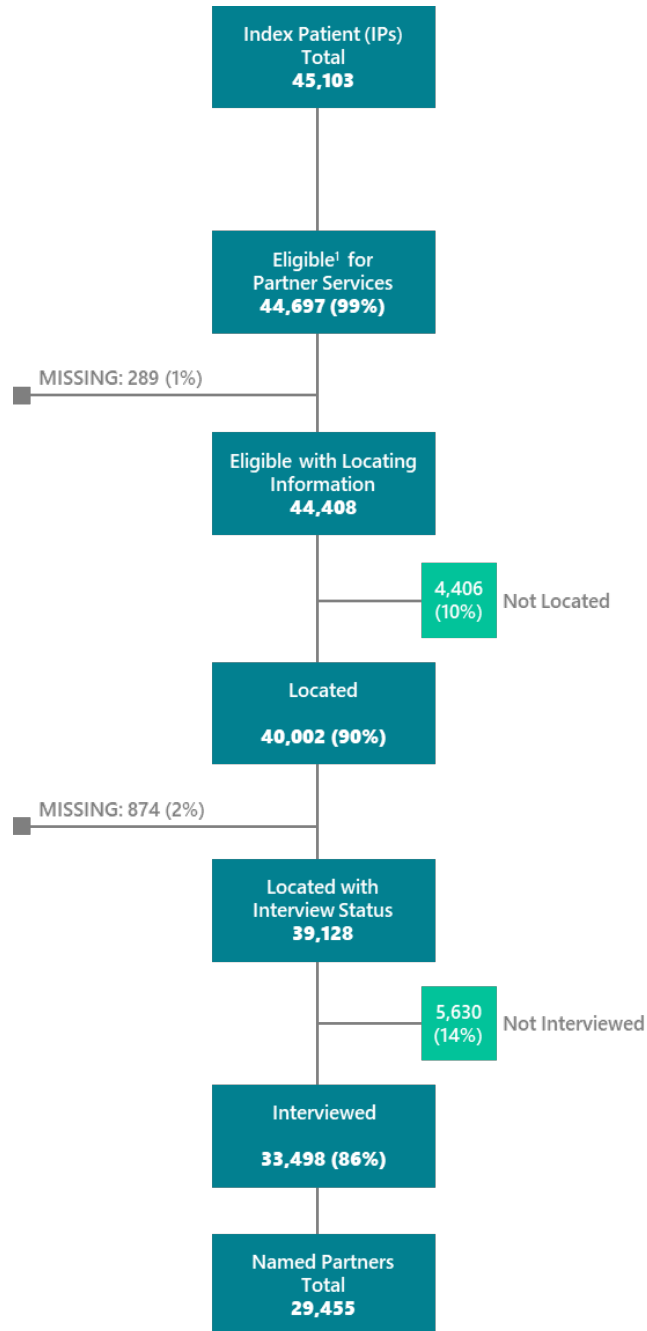 Index Patient (IPs)
Total
45,103
Eligible¹ for
Partner Services
44,697 (99%)
MISSING: 289 (1%)
Eligible with Locating
Information
44,408
4,406
(10%)
Not Located
Located
40,002 (90%)
MISSING: 874 (2%)
Located with
Interview Status
39,128
5,630
(14%)
Not Interviewed
Interviewed
33,498 (86%)
Named Partners
Total
29,455